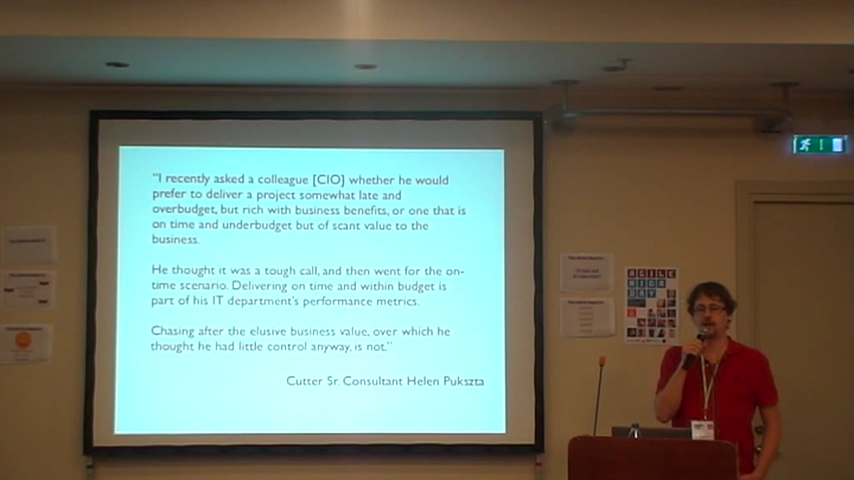 "I recently asked a colleague [CIO] whether he would
prefer to deliver a project somewhat late and
overbudget, but rich with business benefits, or one that is
on time and underbudget but of scant value to the
business.
He thought it was a tough call, and then went for the on-
time scenario. Delivering on time and within budget is
part of his IT department's performance metrics.
Chasing after the elusive business value, over which he
thought he had little control anyway, is not."
Cutter Sr. Consultant Helen Pukszta
AGILE
RIGA
DAY